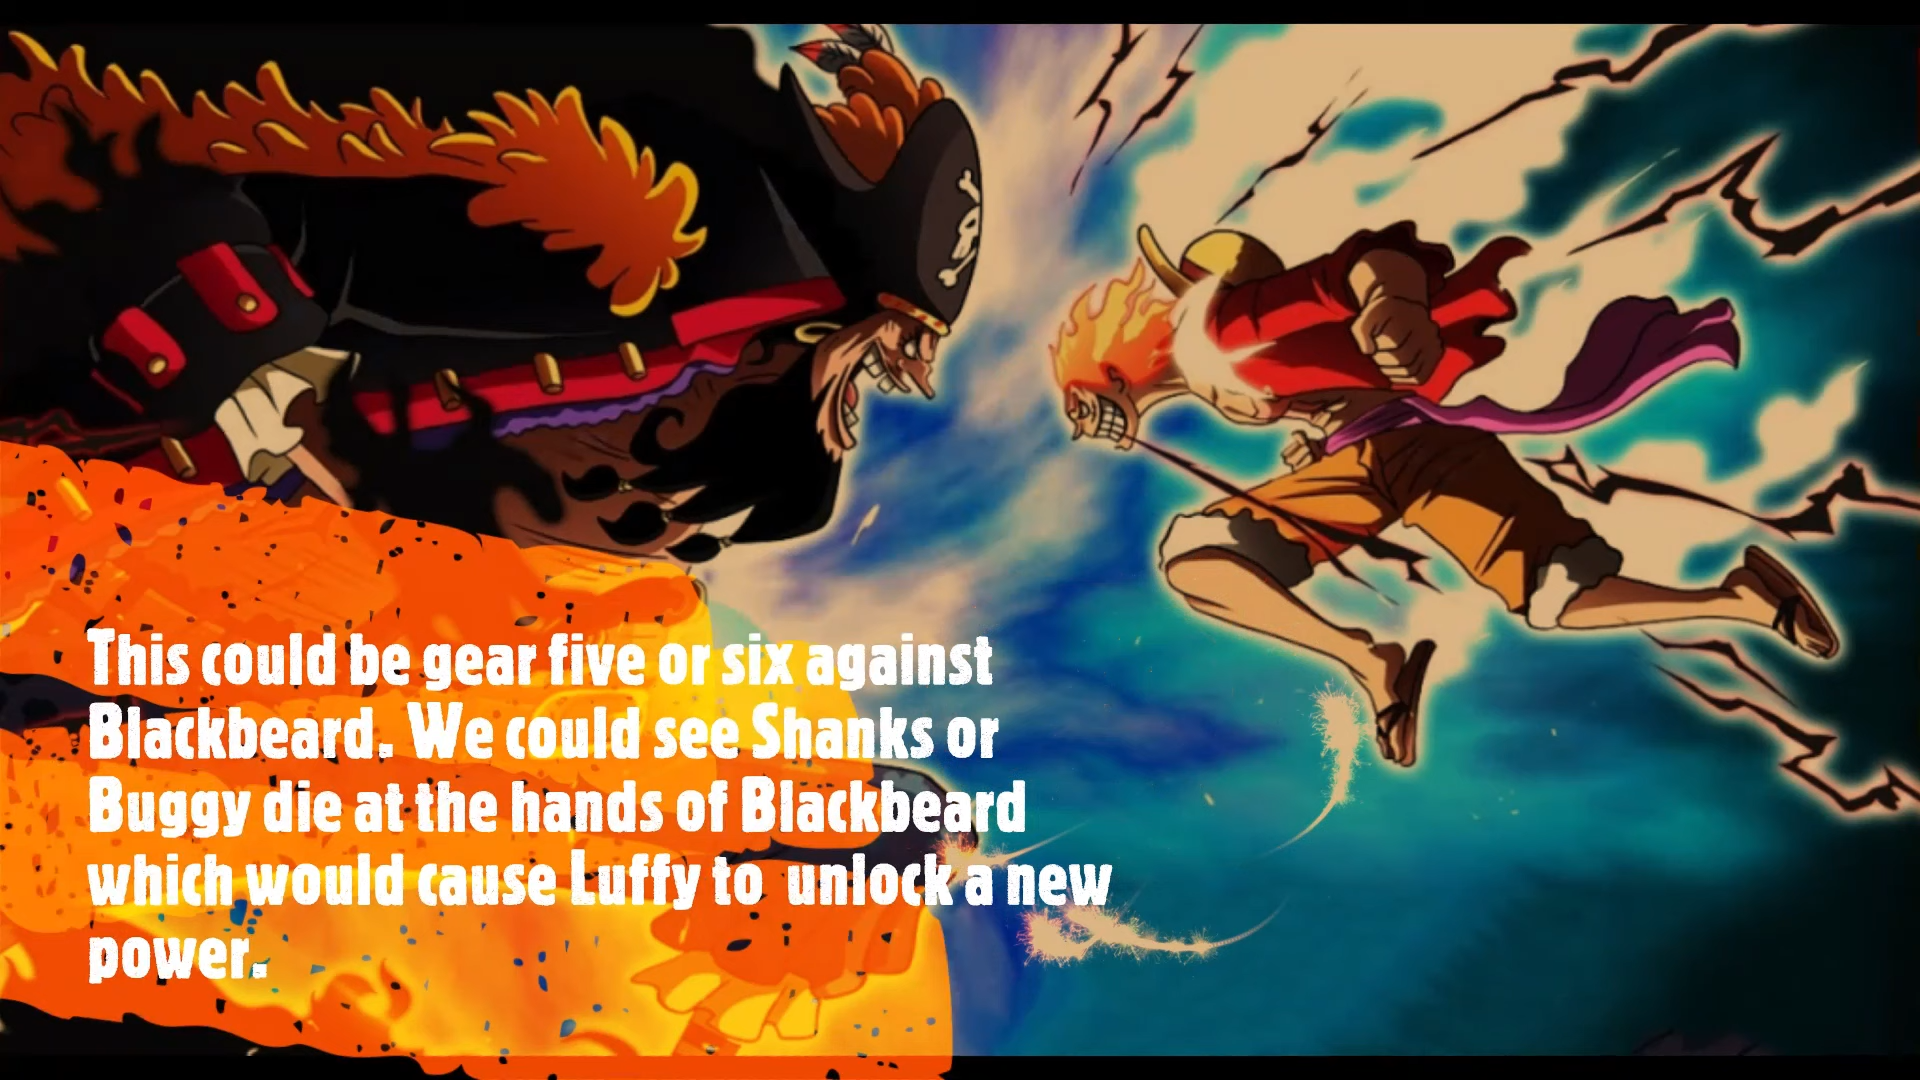 This could be gear five or six against
Blackbeard. We could see Shanks or
Buggy die at the hands of Blackbeard
which would cause Luffy to  unlock a new
power.